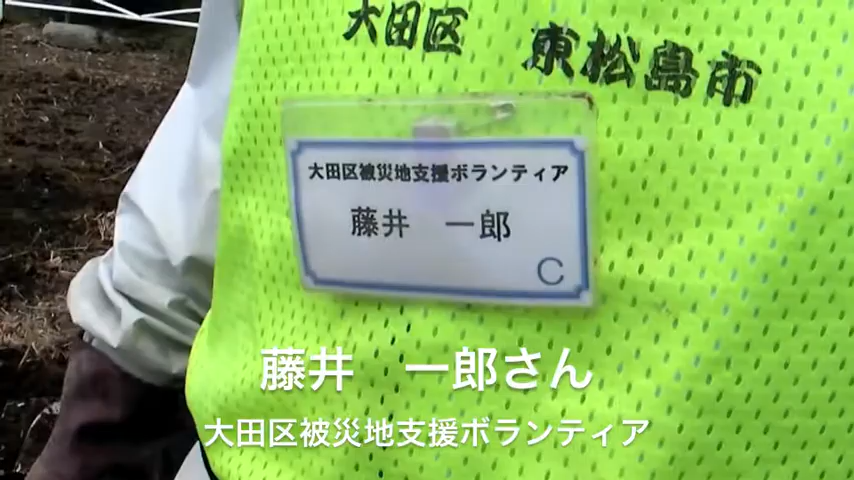 大田区 東松島市
大田区被災地支援ボランティア
藤井 一郎
C
藤井 一郎さん
大田区被災地支援ボランティア